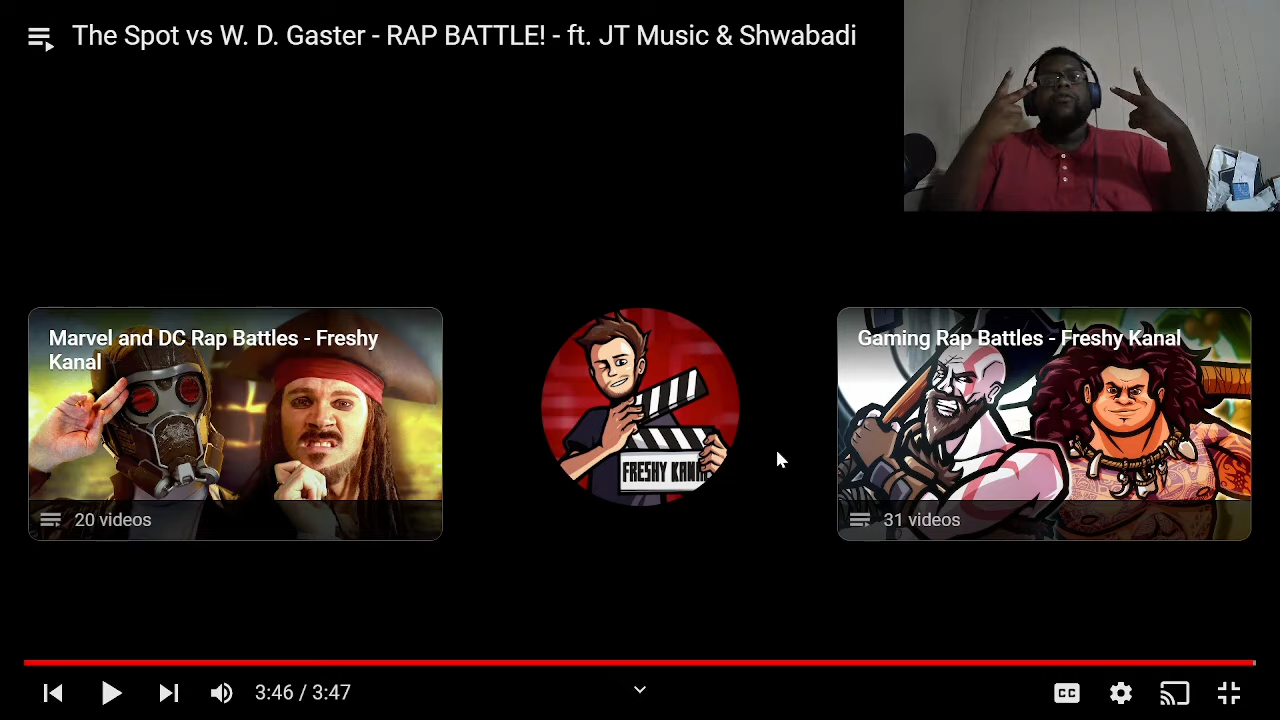 The Spot vs W. D. Gaster - RAP BATTLE! - ft. JT Music & Shwabadi
Marvel and DC Rap Battles - Freshy
Kanal
20 videos
FRESHY KANAL
Gaming Rap Battles - Freshy Kanal
31 videos
3:46 / 3:47
CC